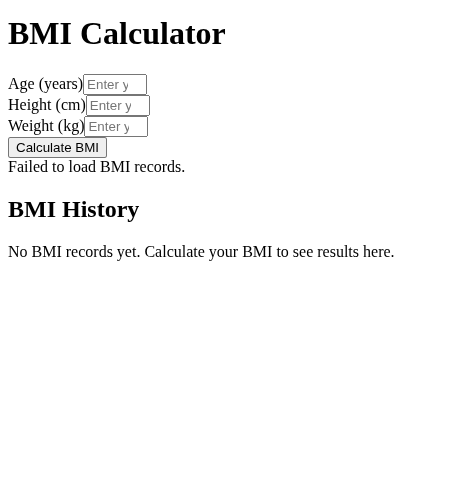 BMI Calculator
Age (years) Enter y
Height (cm) Enter y
Weight (kg) Enter y
Calculate BMI
Failed to load BMI records.
BMI History
No BMI records yet. Calculate your BMI to see results here.